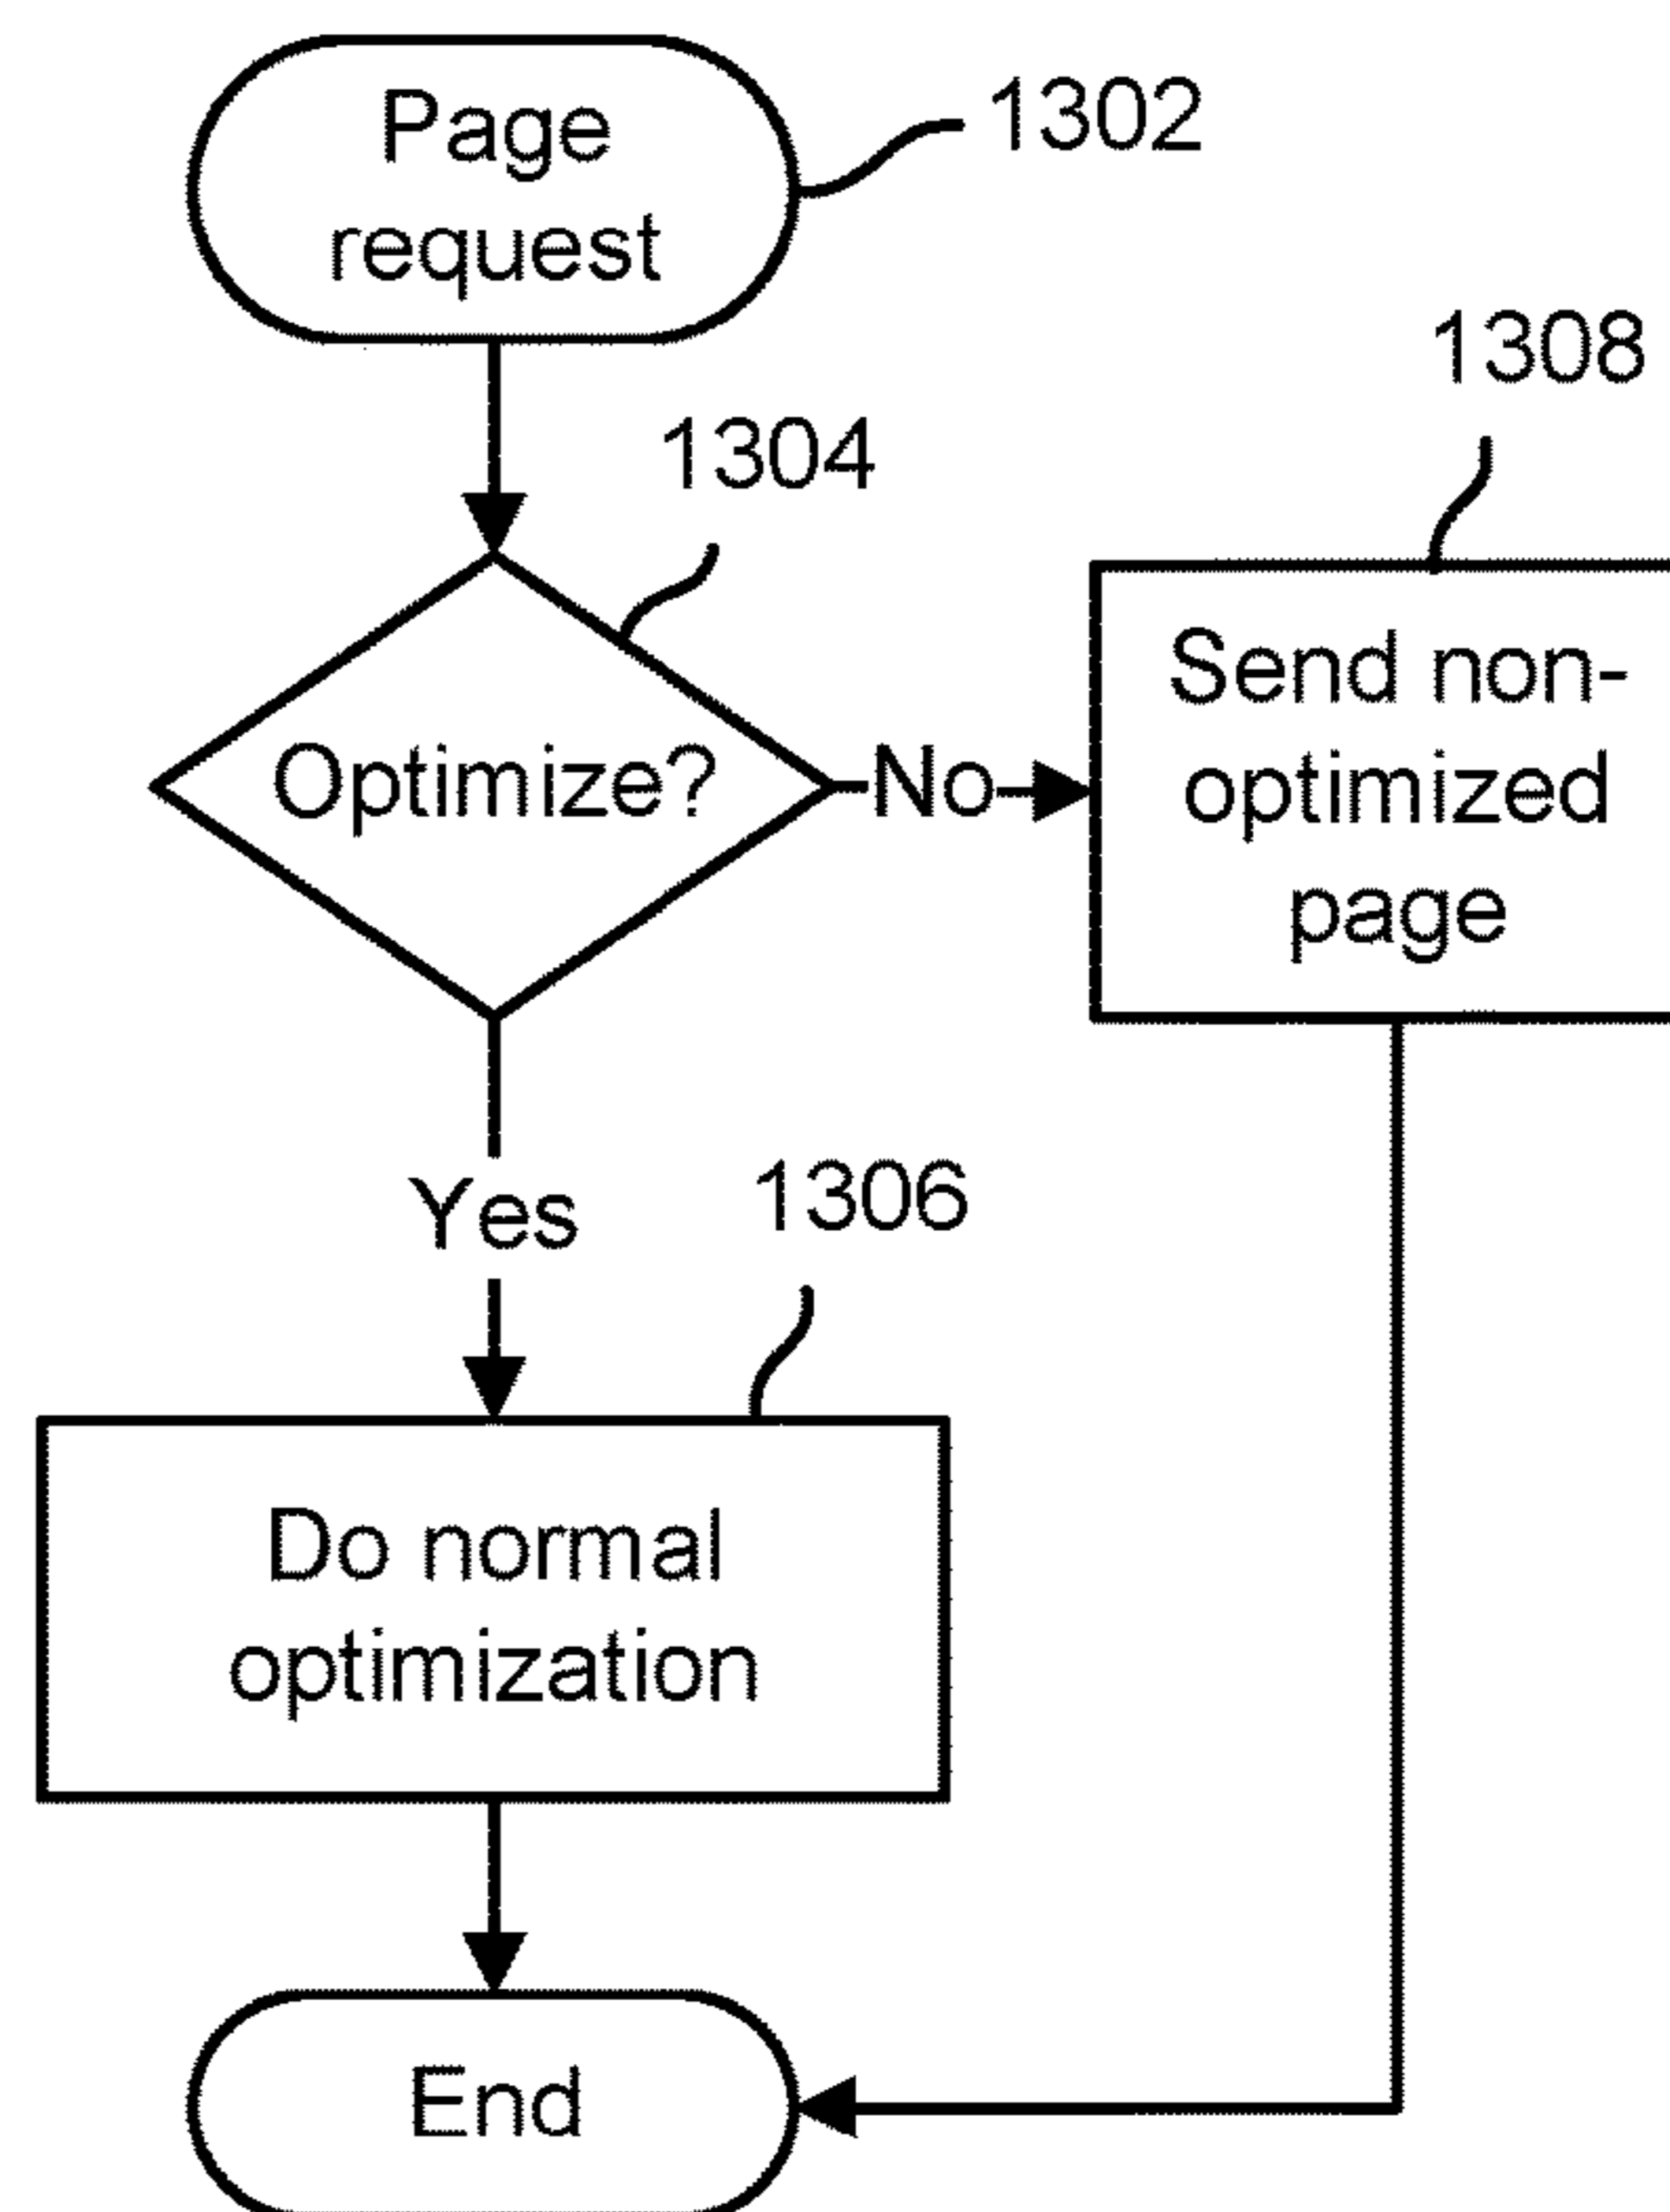 Page
request
1302
1304
1308
Optimize?
No
Send non-
optimized
page
Yes
1306
Do normal
optimization
End